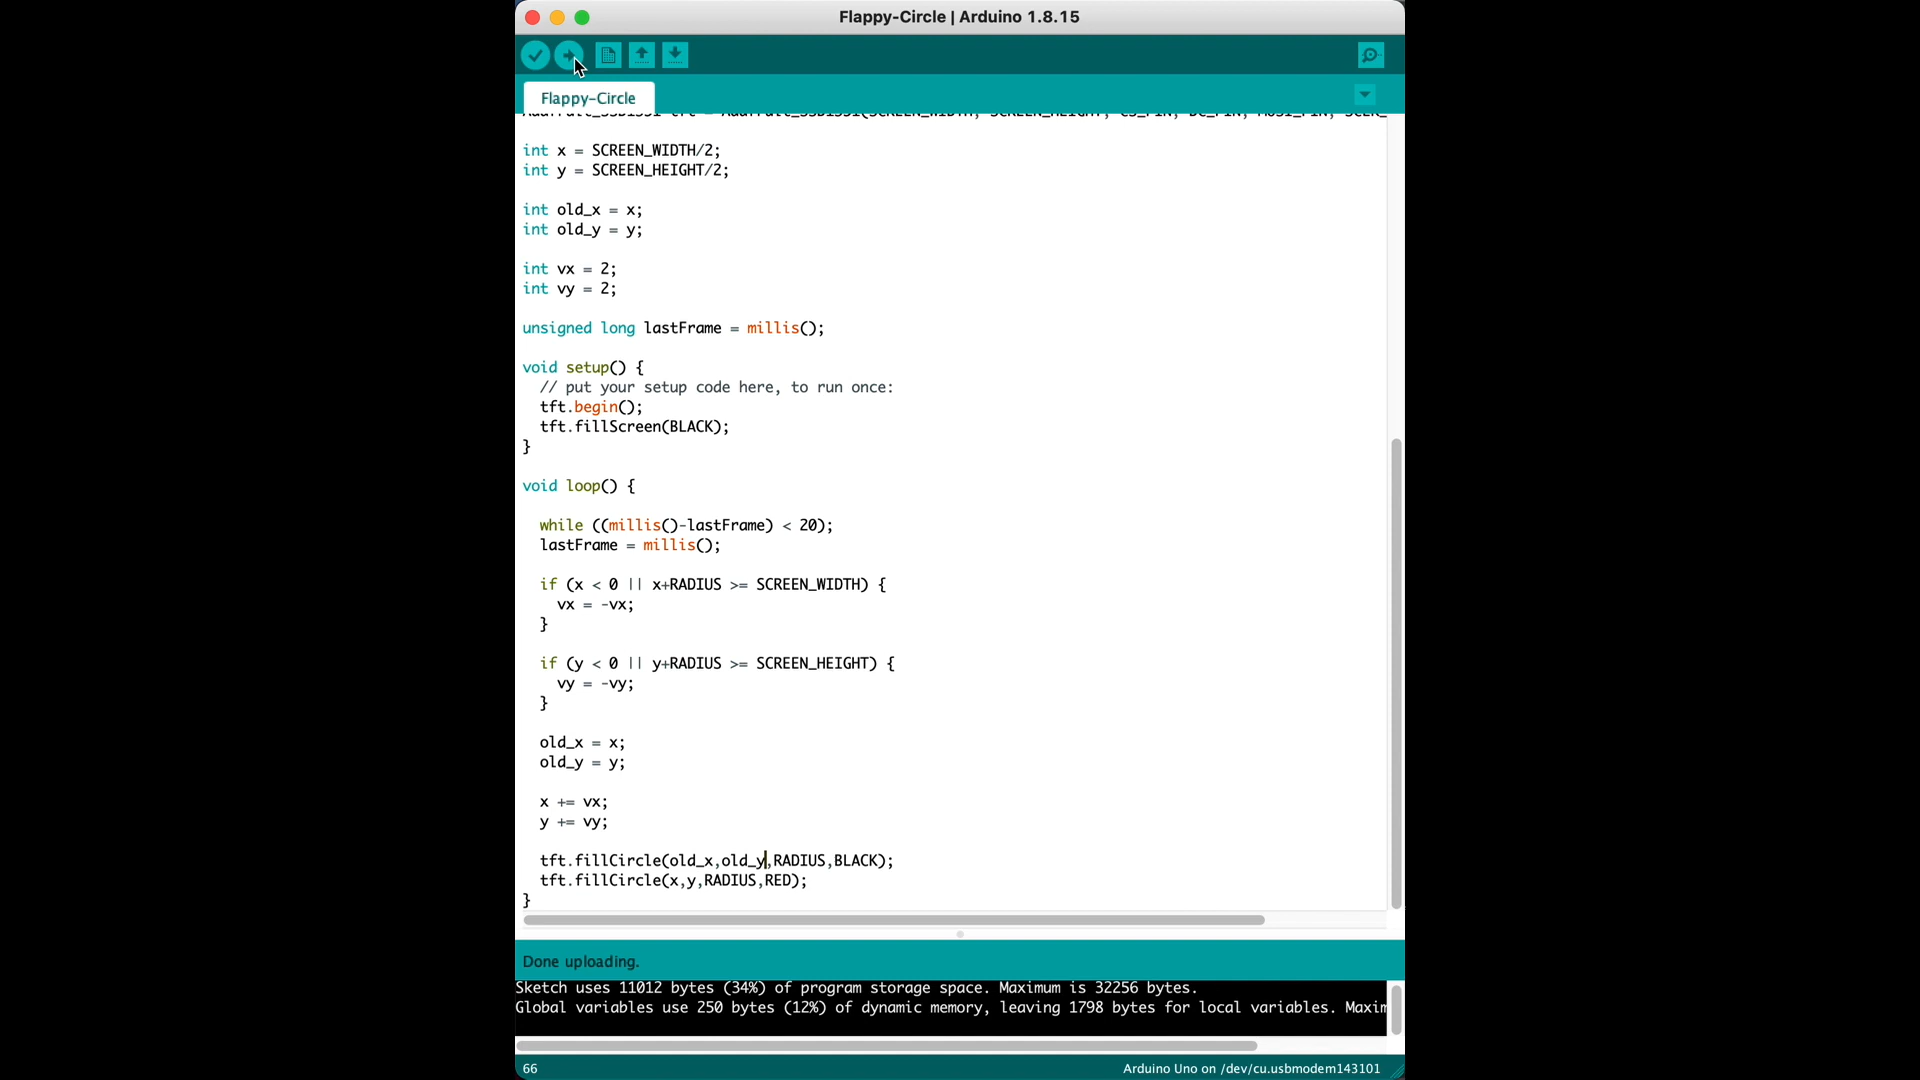 Flappy-Circle | Arduino 1.8.15
Flappy-Circle
int x = SCREEN_WIDTH/2;
int y = SCREEN_HEIGHT/2;
int old_x = x;
int old_y = y;
int vx = 2;
int vy = 2;
unsigned long lastFrame = millis();
void setup() {
  // put your setup code here, to run once:
  tft.begin();
  tft.fillScreen(BLACK);
}
void loop() {
  while ((millis()-lastFrame) < 20);
  lastFrame = millis();
  if (x < 0 || x+RADIUS >= SCREEN_WIDTH) {
    vx = -vx;
  }
  if (y < 0 || y+RADIUS >= SCREEN_HEIGHT) {
    vy = -vy;
  }
  old_x = x;
  old_y = y;
  x += vx;
  y += vy;
  tft.fillCircle(old_x,old_y,RADIUS,BLACK);
  tft.fillCircle(x,y,RADIUS,RED);
}
Done uploading.
Sketch uses 11012 bytes (34%) of program storage space. Maximum is 32256 bytes.
Global variables use 250 bytes (12%) of dynamic memory, leaving 1798 bytes for local variables. Maxim
66
Arduino Uno on /dev/cu.usbmodem143101